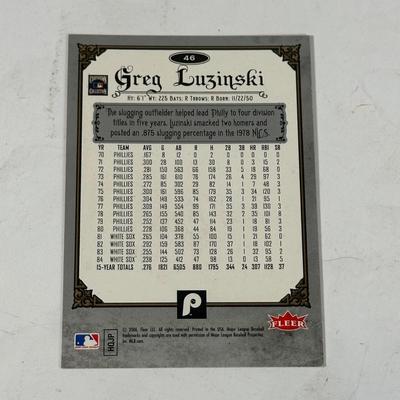 46
Greg Luzinski
HT: 6'1" WT: 225 BATS: R THROWS: R BORN: 11/22/50
The slugging outfielder helped lead Philly to four division
titles in five years. Luzinski smacked two homers and
posted an .875 slugging percentage in the 1978 NLCS.
YR TEAM AVG G AB R H 2B 3B HR RBI SB
70 PHILLIES .167 8 12 0 2 0 0 0 0 0
71 PHILLIES .300 28 100 13 30 8 0 3 15 2
72 PHILLIES .281 150 563 66 158 33 5 18 68 0
73 PHILLIES .285 161 610 76 174 26 4 29 97 3
74 PHILLIES .272 85 302 29 82 14 1 7 48 3
75 PHILLIES .300 161 596 85 179 35 3 34 120 3
76 PHILLIES .304 149 533 74 162 28 1 21 95 1
77 PHILLIES .309 149 554 99 171 35 3 39 130 3
78 PHILLIES .265 155 540 85 143 32 2 35 101 8
79 PHILLIES .252 137 452 47 114 23 1 18 81 3
80 PHILLIES .228 106 368 44 84 19 1 19 56 3
81 WHITE SOX .265 104 378 55 100 15 1 21 62 0
82 WHITE SOX .292 159 583 87 170 37 1 18 102 1
83 WHITE SOX .255 144 502 73 128 26 1 32 95 2
84 WHITE SOX .238 125 412 47 98 13 0 13 58 5
15-YEAR TOTALS .276 1821 6505 880 1795 344 24 307 1128 37
P
FLEER
HOJP
© 2006, Fleer LLC. All rights reserved. Printed in the USA. Major League Baseball
trademarks and copyrights are used with permission of Major League Baseball Properties,
Inc. MLB.com.